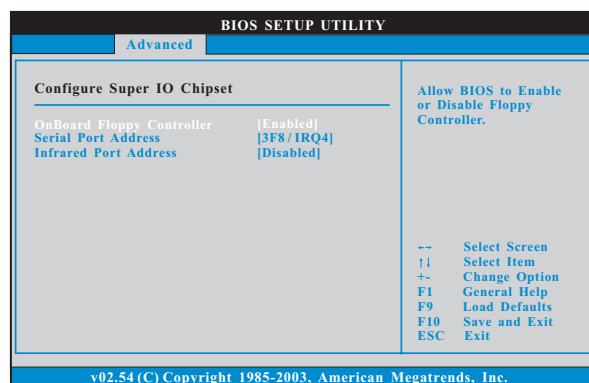 BIOS SETUP UTILITY
Advanced
Configure Super IO Chipset
OnBoard Floppy Controller [Enabled]
Serial Port Address [3F8 / IRQ4]
Infrared Port Address [Disabled]
Allow BIOS to Enable
or Disable Floppy
Controller.
←→ Select Screen
↑↓ Select Item
+- Change Option
F1 General Help
F9 Load Defaults
F10 Save and Exit
ESC Exit
v02.54 (C) Copyright 1985-2003, American Megatrends, Inc.